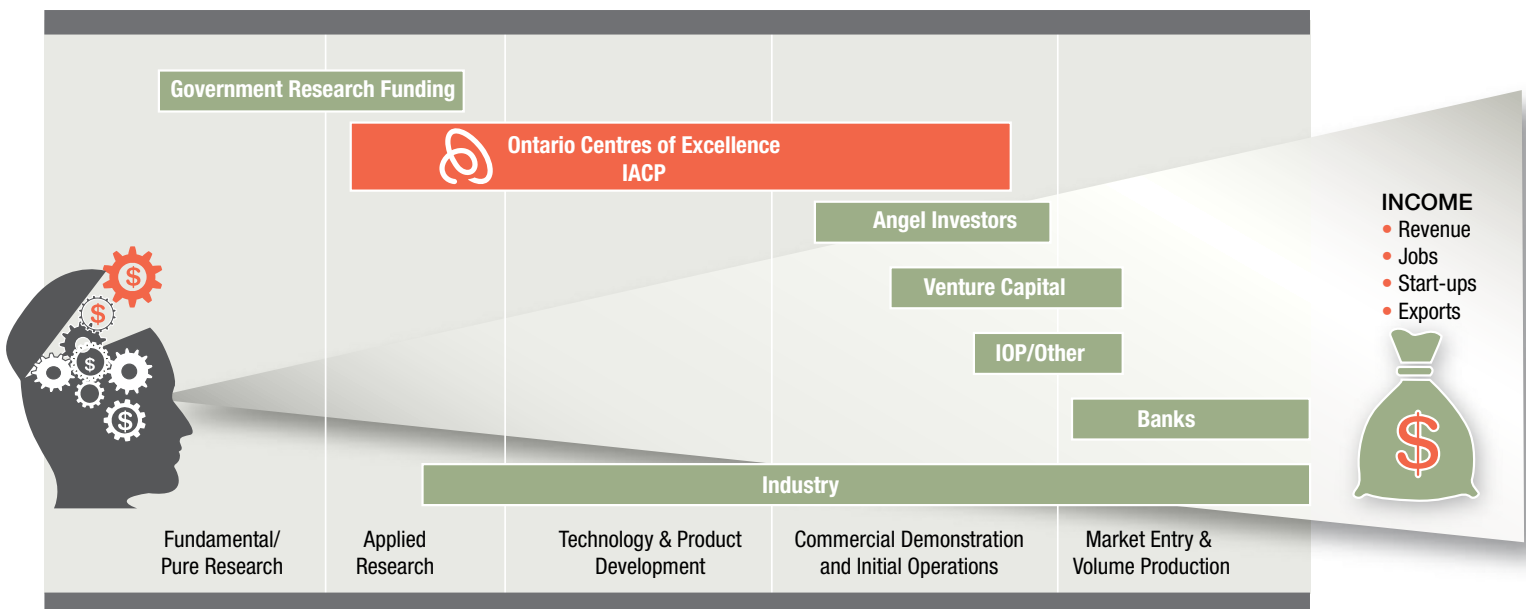 Government Research Funding
Ontario Centres of Excellence
IACP
Angel Investors
Venture Capital
IPO/Other
Banks
Industry
Fundamental/
Pure Research
Applied
Research
Technology & Product
Development
Commercial Demonstration
and Initial Operations
Market Entry &
Volume Production
INCOME
• Revenue
• Jobs
• Start-ups
• Exports
$
$
$
$
$